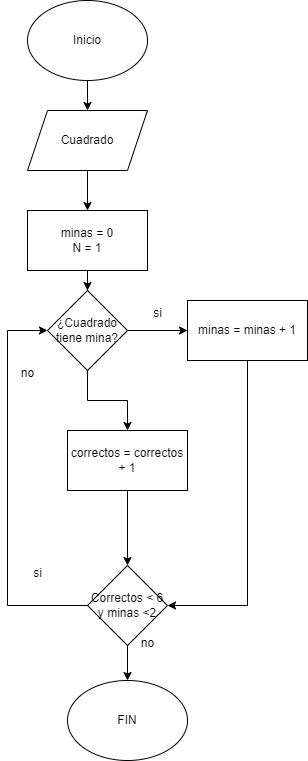 Inicio
Cuadrado
minas = 0
N = 1
¿Cuadrado
tiene mina?
si
minas = minas + 1
no
correctos = correctos
+ 1
si
Correctos < 6
y minas <2
no
FIN